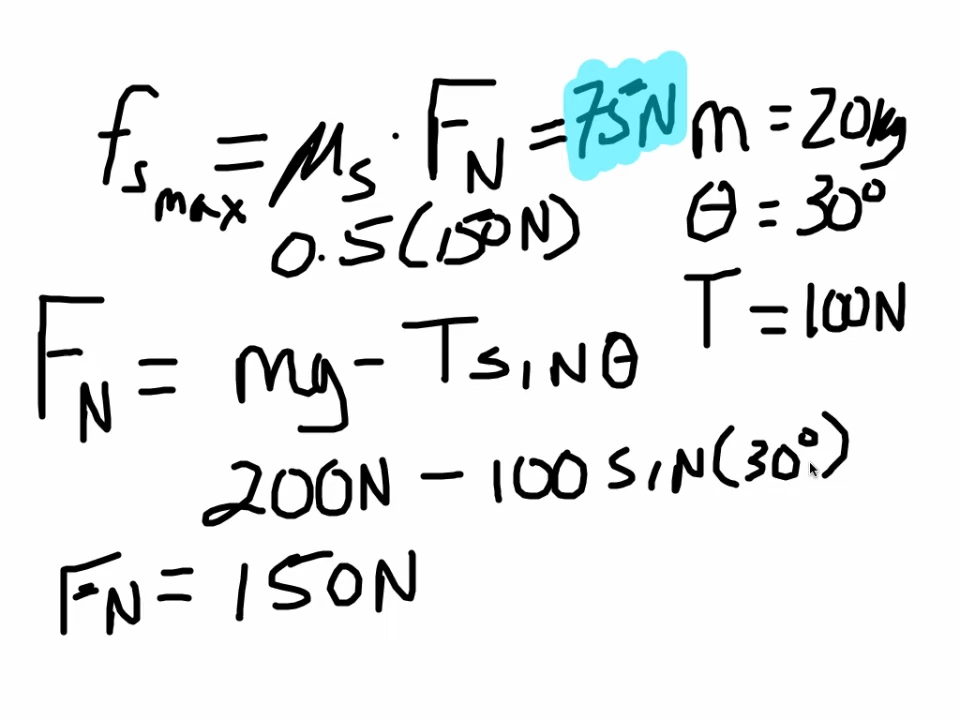 fs max = μs · FN = 75N
0.5(150N)
m = 20kg
θ = 30°
T = 100N
FN = mg - TsiNθ
200N - 100siN(30°)
FN = 150N